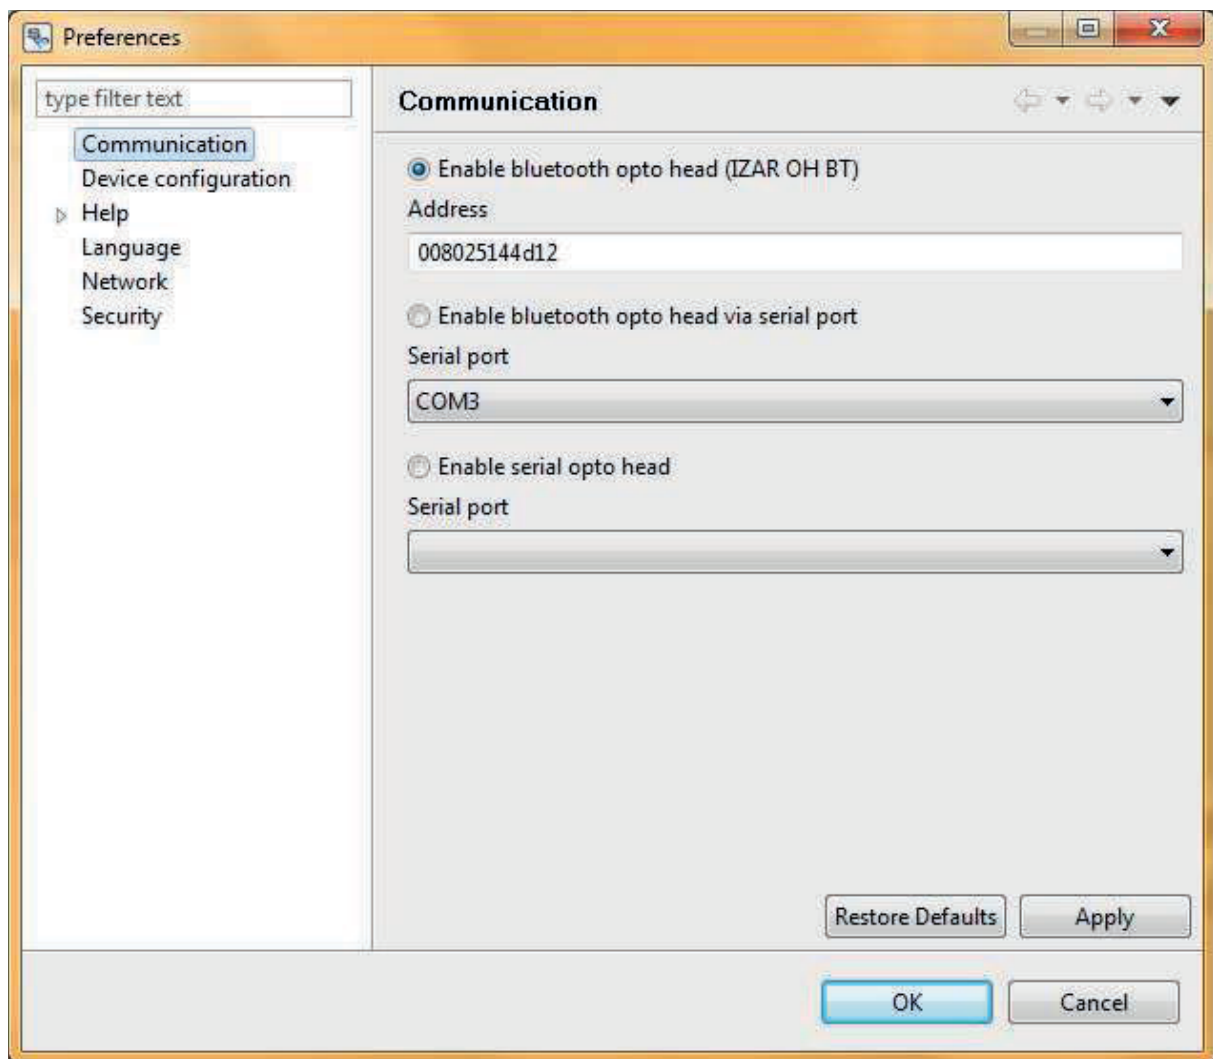 Preferences
type filter text
Communication
Device configuration
Help
Language
Network
Security
Communication
Enable bluetooth opto head (IZAR OH BT)
Address
008025144d12
Enable bluetooth opto head via serial port
Serial port
COM3
Enable serial opto head
Serial port
Restore Defaults
Apply
OK
Cancel